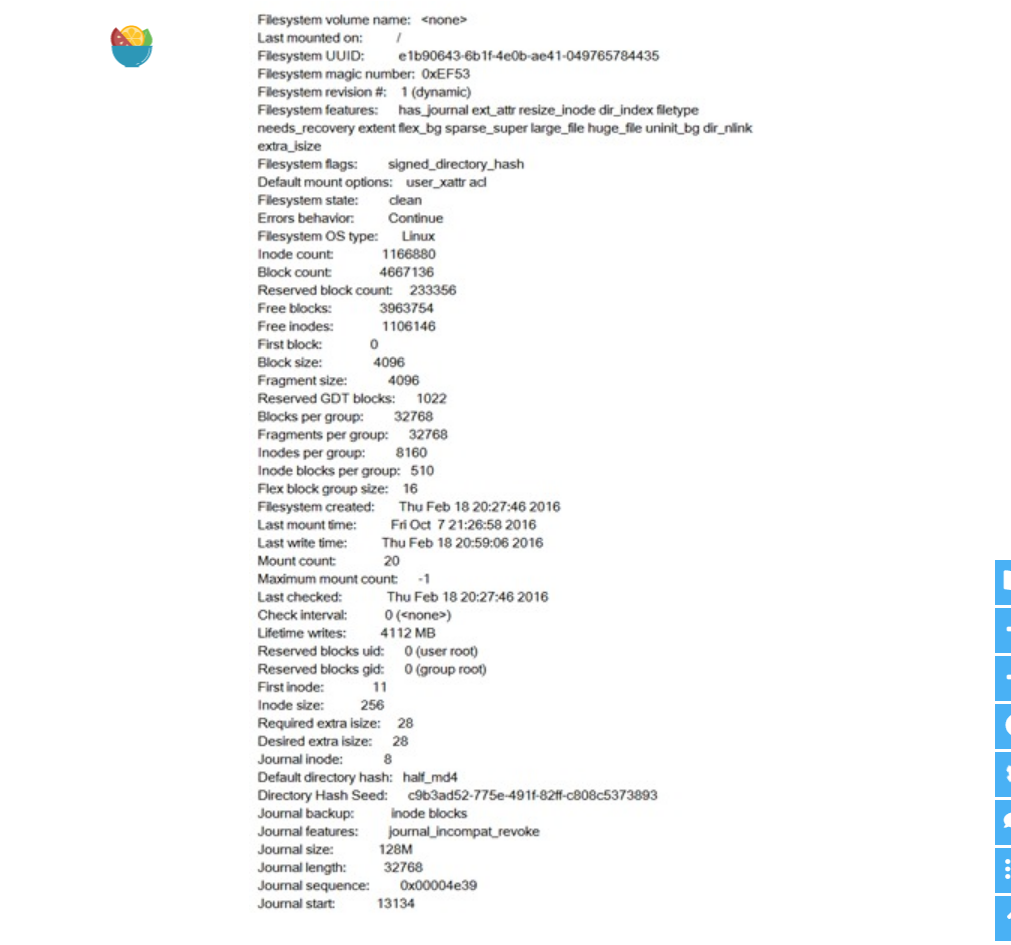 Filesystem volume name: <none>
Last mounted on: /
Filesystem UUID: e1b90643-6b1f-4e0b-ae41-049765784435
Filesystem magic number: 0xEF53
Filesystem revision #: 1 (dynamic)
Filesystem features: has_journal ext_attr resize_inode dir_index filetype
needs_recovery extent flex_bg sparse_super large_file huge_file uninit_bg dir_nlink
extra_isize
Filesystem flags: signed_directory_hash
Default mount options: user_xattr acl
Filesystem state: clean
Errors behavior: Continue
Filesystem OS type: Linux
Inode count: 1166880
Block count: 4667136
Reserved block count: 233356
Free blocks: 3963754
Free inodes: 1106146
First block: 0
Block size: 4096
Fragment size: 4096
Reserved GDT blocks: 1022
Blocks per group: 32768
Fragments per group: 32768
Inodes per group: 8160
Inode blocks per group: 510
Flex block group size: 16
Filesystem created: Thu Feb 18 20:27:46 2016
Last mount time: Fri Oct 7 21:26:58 2016
Last write time: Thu Feb 18 20:59:06 2016
Mount count: 20
Maximum mount count: -1
Last checked: Thu Feb 18 20:27:46 2016
Check interval: 0 (<none>)
Lifetime writes: 4112 MB
Reserved blocks uid: 0 (user root)
Reserved blocks gid: 0 (group root)
First inode: 11
Inode size: 256
Required extra isize: 28
Desired extra isize: 28
Journal inode: 8
Default directory hash: half_md4
Directory Hash Seed: c9b3ad52-775e-491f-82ff-c808c5373893
Journal backup: inode blocks
Journal features: journal_incompat_revoke
Journal size: 128M
Journal length: 32768
Journal sequence: 0x00004e39
Journal start: 13134